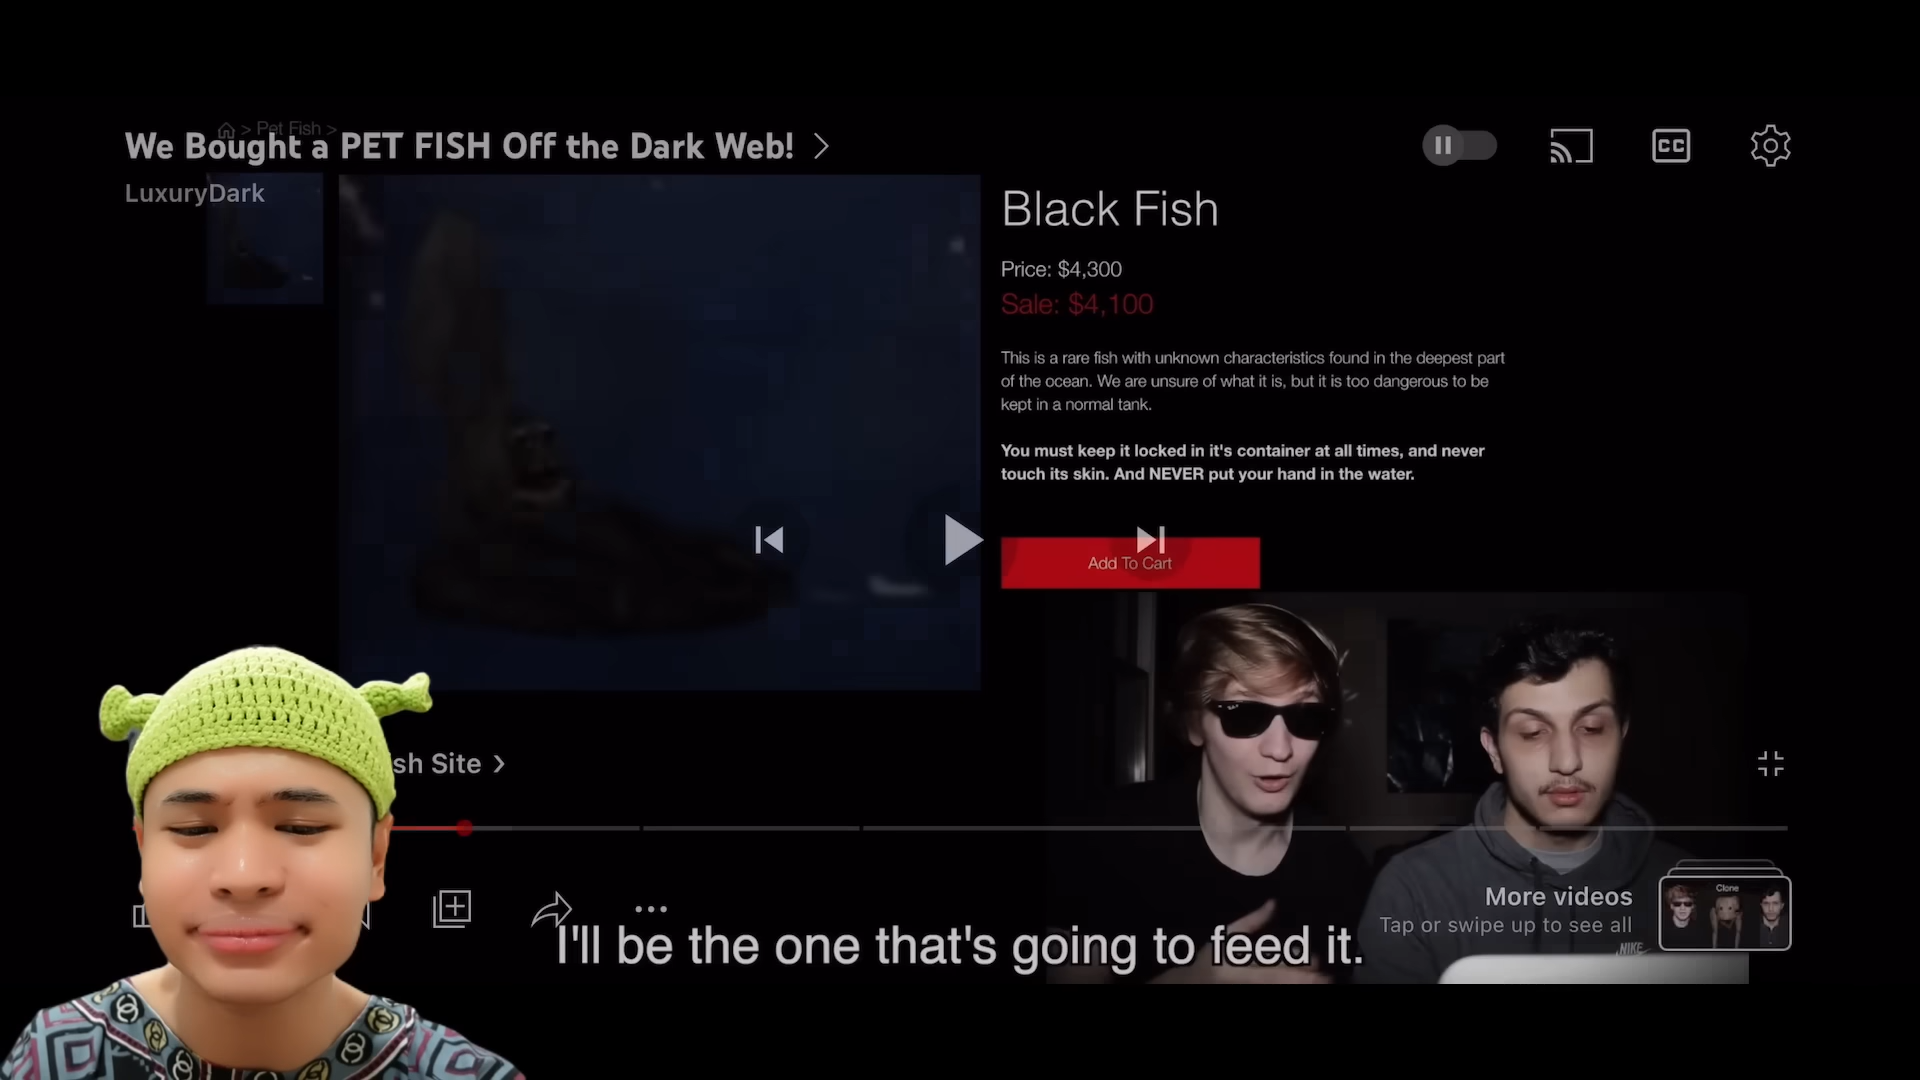 > Pet Fish >
We Bought a PET FISH Off the Dark Web!
LuxuryDark
CC
Black Fish
Price: $4,300
Sale: $4,100
This is a rare fish with unknown characteristics found in the deepest part
of the ocean. We are unsure of what it is, but it is too dangerous to be
kept in a normal tank.
You must keep it locked in it's container at all times, and never
touch its skin. And NEVER put your hand in the water.
Add To Cart
sh Site >
More videos
Tap or swipe up to see all
Clone
NIKE
I'll be the one that's going to feed it.